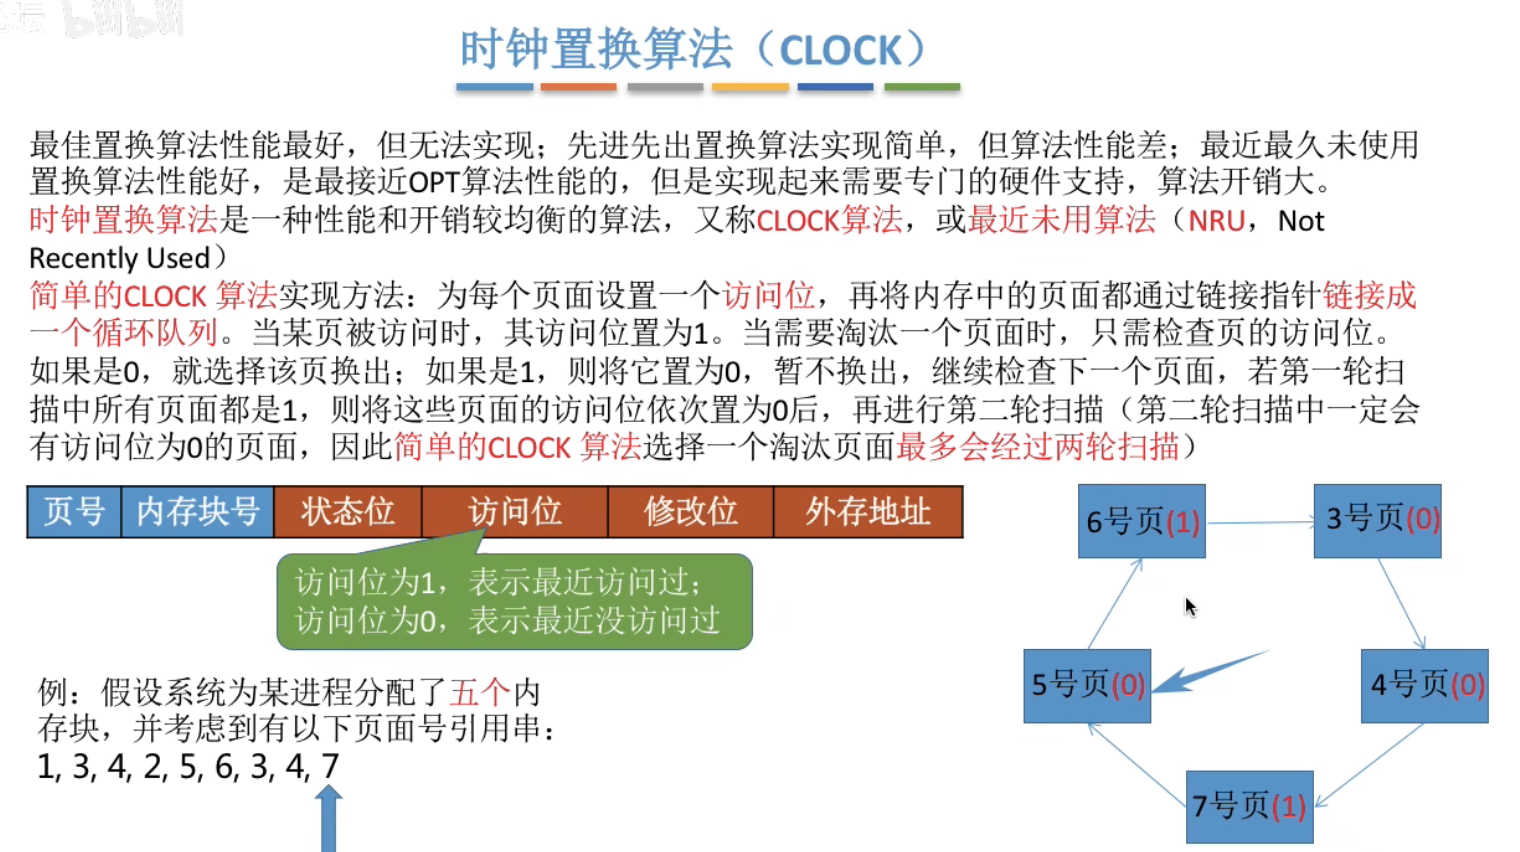 坛 bilibili
时钟置换算法（CLOCK）
最佳置换算法性能最好，但无法实现；先进先出置换算法实现简单，但算法性能差；最近最久未使用
置换算法性能好，是最接近OPT算法性能的，但是实现起来需要专门的硬件支持，算法开销大。
时钟置换算法是一种性能和开销较均衡的算法，又称CLOCK算法，或最近未用算法（NRU，Not
Recently Used）
简单的CLOCK 算法实现方法：为每个页面设置一个访问位，再将内存中的页面都通过链接指针链接成
一个循环队列。当某页被访问时，其访问位置为1。当需要淘汰一个页面时，只需检查页的访问位。
如果是0，就选择该页换出；如果是1，则将它置为0，暂不换出，继续检查下一个页面，若第一轮扫
描中所有页面都是1，则将这些页面的访问位依次置为0后，再进行第二轮扫描（第二轮扫描中一定会
有访问位为0的页面，因此简单的CLOCK 算法选择一个淘汰页面最多会经过两轮扫描）
页号 内存块号 状态位 访问位 修改位 外存地址
访问位为1，表示最近访问过；
访问位为0，表示最近没访问过
例：假设系统为某进程分配了五个内
存块，并考虑到有以下页面号引用串：
1, 3, 4, 2, 5, 6, 3, 4, 7
6号页(1)
3号页(0)
5号页(0)
4号页(0)
7号页(1)